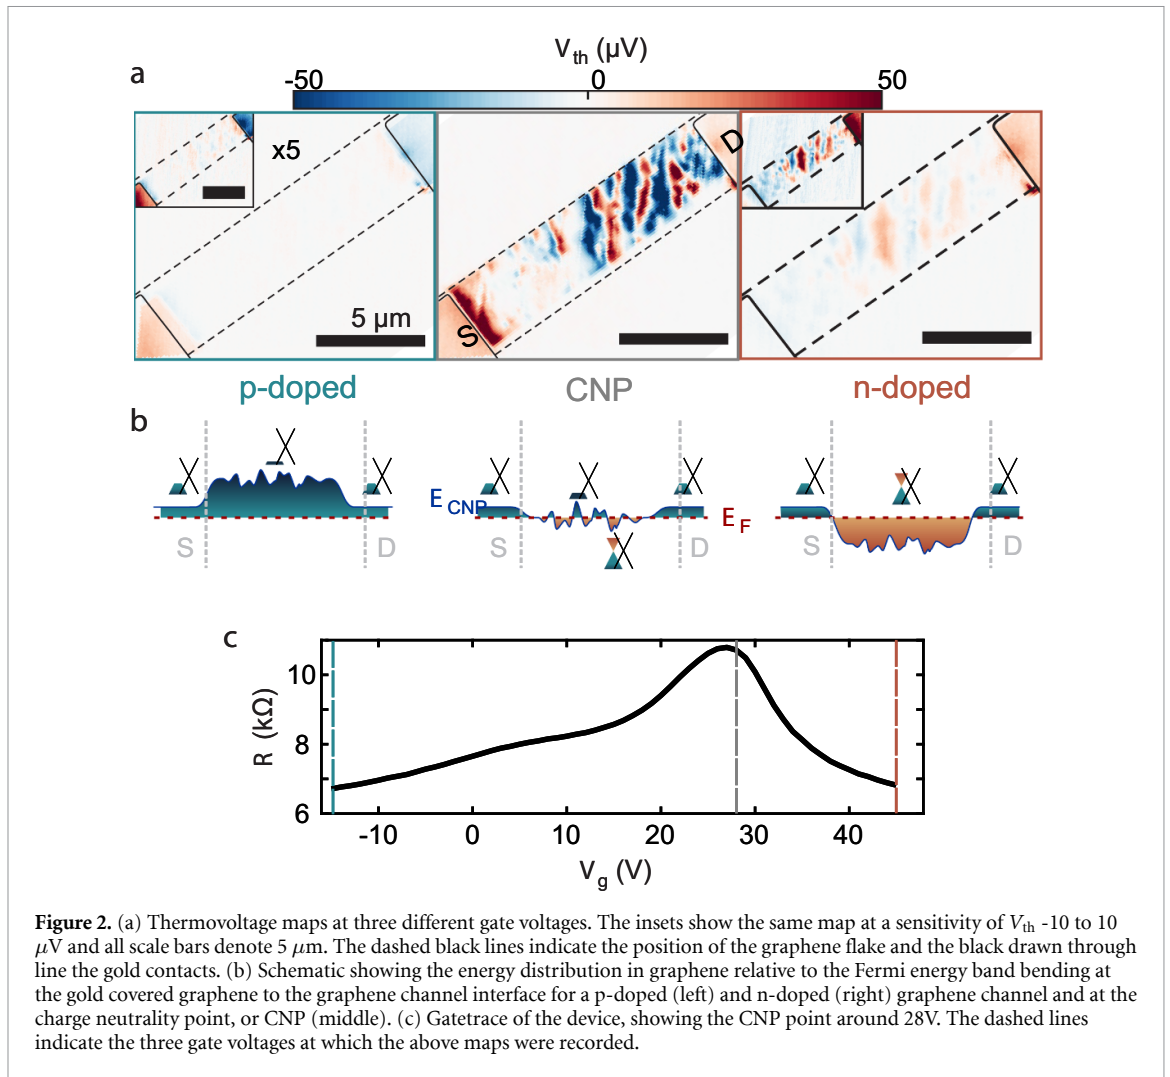 a
V th (µV)
-50 0 50
x5
D
S
5 µm
p-doped CNP n-doped
b
E CNP
E F
S D S D S D
c
R (kΩ)
10
8
6
-10 0 10 20 30 40
V g (V)
Figure 2. (a) Thermovoltage maps at three different gate voltages. The insets show the same map at a sensitivity of Vth -10 to 10
µV and all scale bars denote 5 µm. The dashed black lines indicate the position of the graphene flake and the black drawn through
line the gold contacts. (b) Schematic showing the energy distribution in graphene relative to the Fermi energy band bending at
the gold covered graphene to the graphene channel interface for a p-doped (left) and n-doped (right) graphene channel and at the
charge neutrality point, or CNP (middle). (c) Gatetrace of the device, showing the CNP point around 28V. The dashed lines
indicate the three gate voltages at which the above maps were recorded.